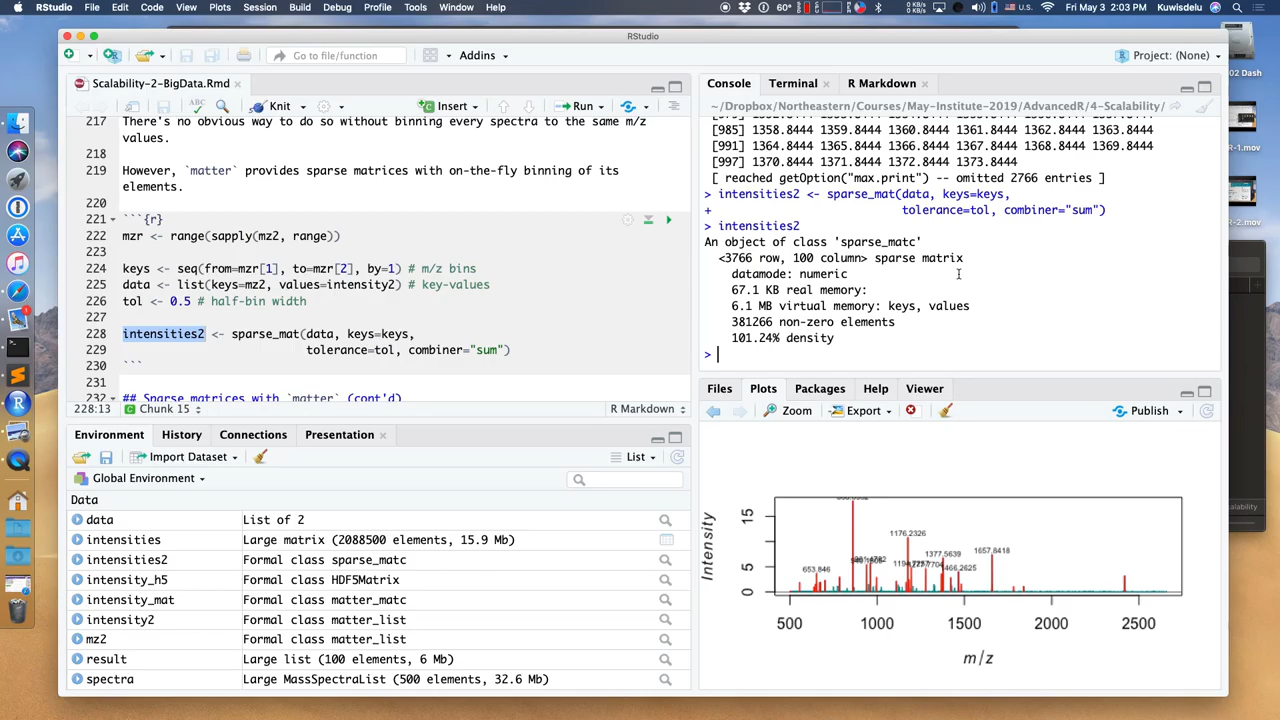 RStudio File Edit Code View Plots Session Build Debug Profile Tools Window Help 60° KiB/s U.S. Fri May 3 2:03 PM Kuwisdelu
RStudio
Go to file/function Addins Project: (None)
Scalability-2-BigData.Rmd
Knit Insert Run
217 There's no obvious way to do so without binning every spectra to the same m/z
values.
218
219 However, `matter` provides sparse matrices with on-the-fly binning of its
elements.
220
221 ```{r}
222 mzr <- range(sapply(mz2, range))
223
224 keys <- seq(from=mzr[1], to=mzr[2], by=1) # m/z bins
225 data <- list(keys=mz2, values=intensity2) # key-values
226 tol <- 0.5 # half-bin width
227
228 intensities2 <- sparse_mat(data, keys=keys,
229 tolerance=tol, combiner="sum")
230 ```
231
232 ## Sparse matrices with `matter` (cont'd)
228:13 Chunk 15 R Markdown
Environment History Connections Presentation
Import Dataset List
Global Environment
Data
data List of 2
intensities Large matrix (2088500 elements, 15.9 Mb)
intensities2 Formal class sparse_matc
intensity_h5 Formal class HDF5Matrix
intensity_mat Formal class matter_matc
intensity2 Formal class matter_list
mz2 Formal class matter_list
result Large list (100 elements, 6 Mb)
spectra Large MassSpectraList (500 elements, 32.6 Mb)
Console Terminal R Markdown
~/Dropbox/Northeastern/Courses/May-Institute-2019/AdvancedR/4-Scalability/
[985] 1358.8444 1359.8444 1360.8444 1361.8444 1362.8444 1363.8444
[991] 1364.8444 1365.8444 1366.8444 1367.8444 1368.8444 1369.8444
[997] 1370.8444 1371.8444 1372.8444 1373.8444
[ reached getOption("max.print") -- omitted 2766 entries ]
> intensities2 <- sparse_mat(data, keys=keys,
+ tolerance=tol, combiner="sum")
> intensities2
An object of class 'sparse_matc'
<3766 row, 100 column> sparse matrix
datamode: numeric
67.1 KB real memory:
6.1 MB virtual memory: keys, values
381266 non-zero elements
101.24% density
>
Files Plots Packages Help Viewer
Zoom Export Publish
Intensity
15
5
0
1176.2326
1377.5639
1657.8418
653.846
1466.2625
500 1000 1500 2000 2500
m/z
02 Dash
R-1.mov
R-2.mov